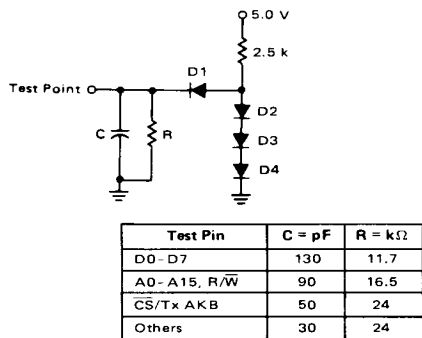 5.0 V
2.5 k
D1
Test Point
D2
C
R
D3
D4
Test Pin C = pF R = kΩ
D0-D7 130 11.7
A0-A15, R/W̅ 90 16.5
C̅S̅/Tx AKB 50 24
Others 30 24